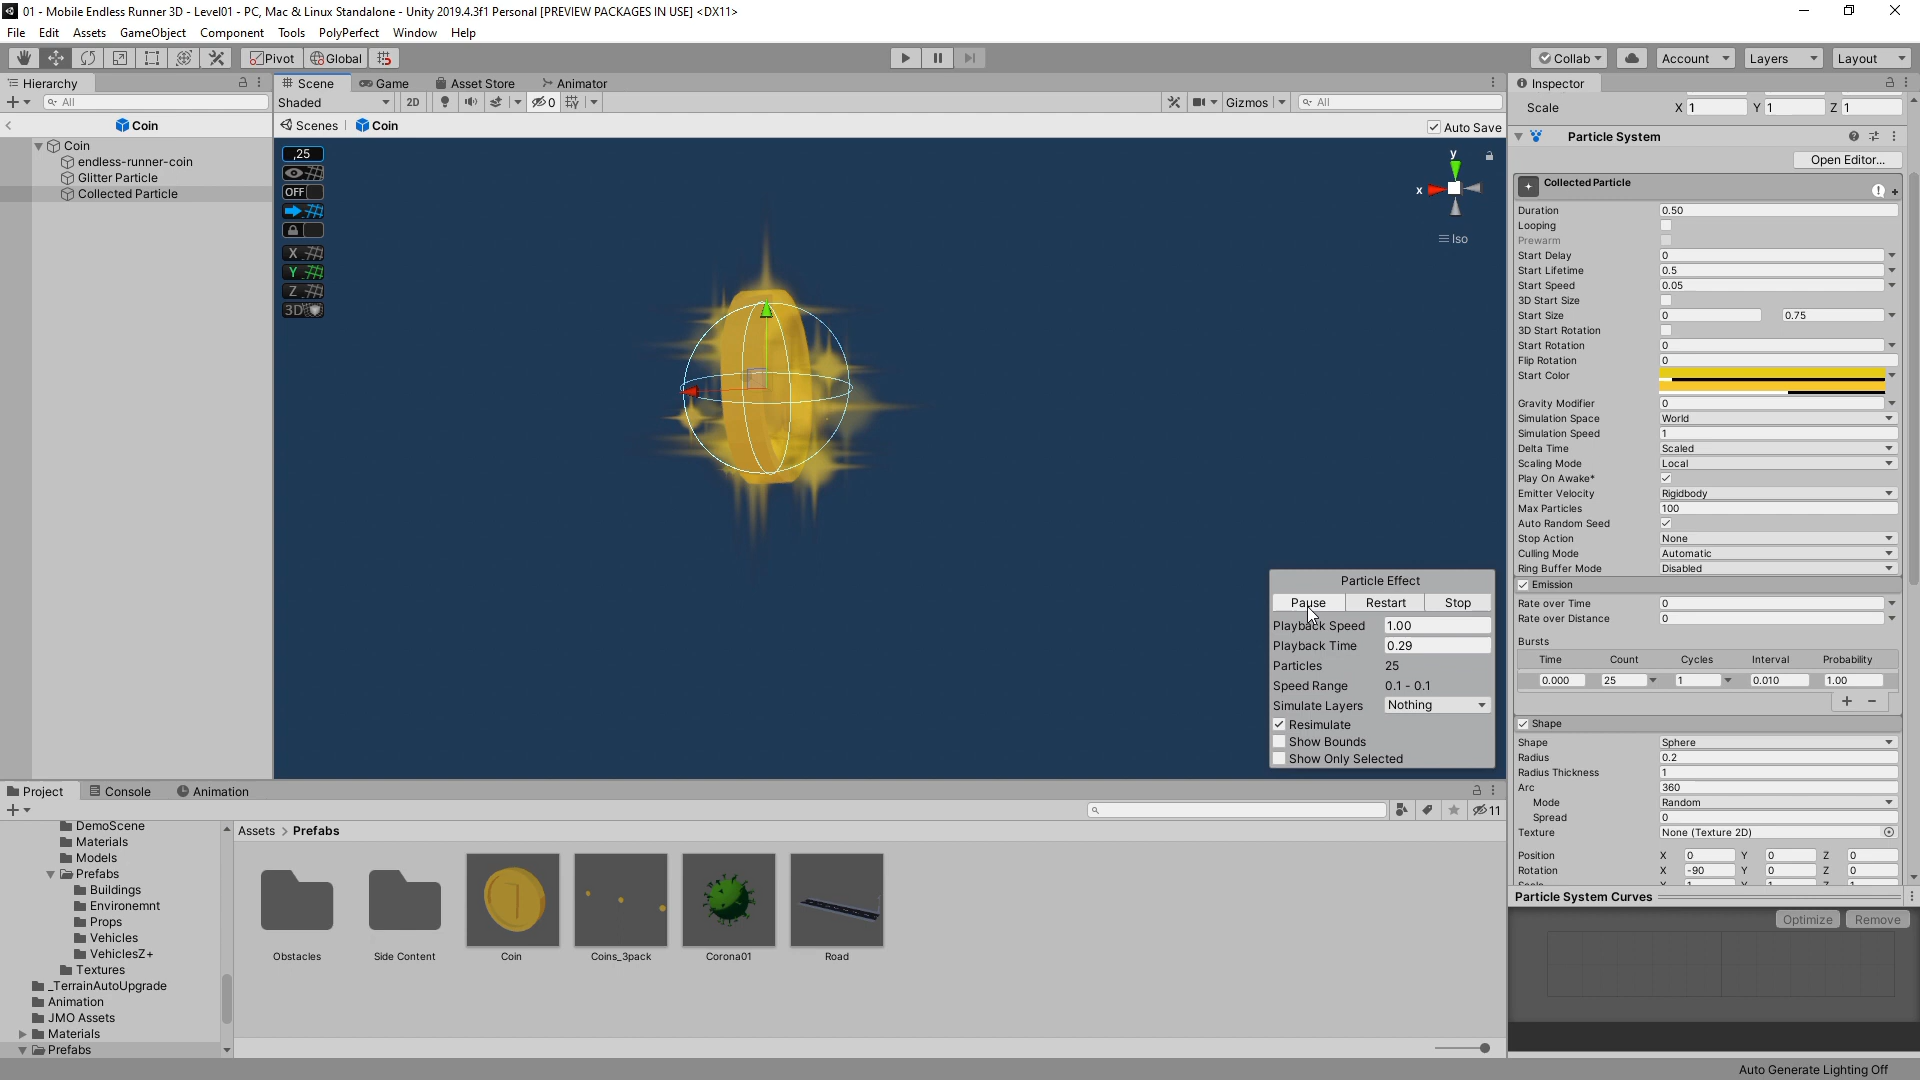 01 - Mobile Endless Runner 3D - Level01 - PC, Mac & Linux Standalone - Unity 2019.4.3f1 Personal [PREVIEW PACKAGES IN USE] <DX11>
File Edit Assets GameObject Component Tools PolyPerfect Window Help
Pivot Global Collab Account Layers Layout
Hierarchy
All
Coin
Coin
endless-runner-coin
Glitter Particle
Collected Particle
Scene Game Asset Store Animator
Shaded 2D 0 Gizmos All
Scenes Coin Auto Save
,25
OFF
X
Y
Z
3D
y
x
Iso
Particle Effect
Pause Restart Stop
Playback Speed 1.00
Playback Time 0.29
Particles 25
Speed Range 0.1 - 0.1
Simulate Layers Nothing
Resimulate
Show Bounds
Show Only Selected
Inspector
Scale X 1 Y 1 Z 1
Particle System
Open Editor...
Collected Particle
Duration 0.50
Looping
Prewarm
Start Delay 0
Start Lifetime 0.5
Start Speed 0.05
3D Start Size
Start Size 0 0.75
3D Start Rotation
Start Rotation 0
Flip Rotation 0
Start Color
Gravity Modifier 0
Simulation Space World
Simulation Speed 1
Delta Time Scaled
Scaling Mode Local
Play On Awake*
Emitter Velocity Rigidbody
Max Particles 100
Auto Random Seed
Stop Action None
Culling Mode Automatic
Ring Buffer Mode Disabled
Emission
Rate over Time 0
Rate over Distance 0
Bursts
Time Count Cycles Interval Probability
0.000 25 1 0.010 1.00
Shape
Shape Sphere
Radius 0.2
Radius Thickness 1
Arc 360
Mode Random
Spread 0
Texture None (Texture 2D)
Position X 0 Y 0 Z 0
Rotation X -90 Y 0 Z 0
Particle System Curves
Optimize Remove
Project Console Animation
11
DemoScene
Materials
Models
Prefabs
Buildings
Environemnt
Props
Vehicles
VehiclesZ+
Textures
_TerrainAutoUpgrade
Animation
JMO Assets
Materials
Prefabs
Assets > Prefabs
Obstacles Side Content Coin Coins_3pack Corona01 Road
Auto Generate Lighting Off